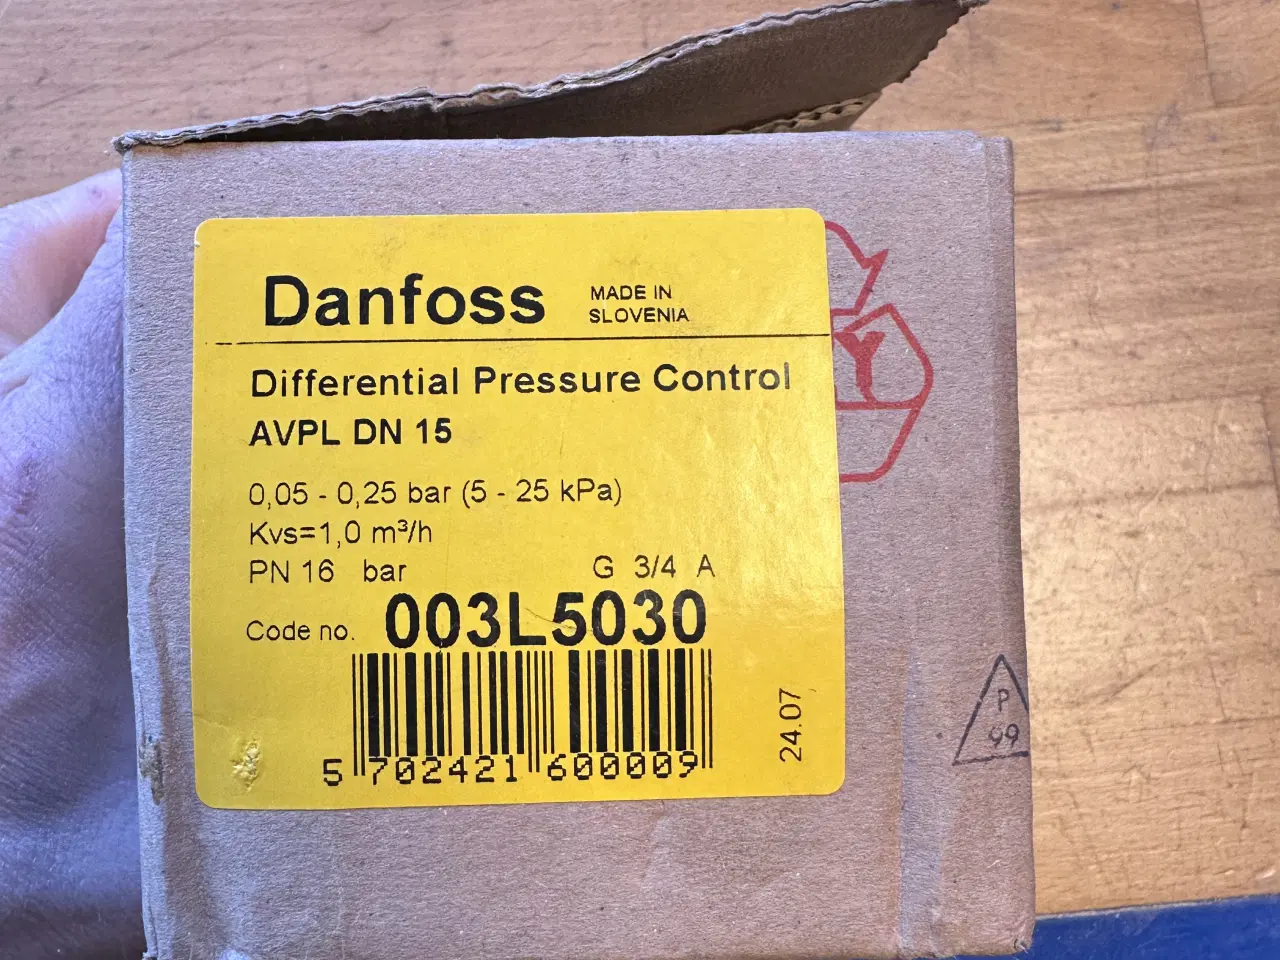 Danfoss
MADE IN
SLOVENIA
Differential Pressure Control
AVPL DN 15
0,05 - 0,25 bar (5 - 25 kPa)
Kvs=1,0 m³/h
PN 16 bar G 3/4 A
Code no. 003L5030
5 702421 600009
24.07
Y
P
99